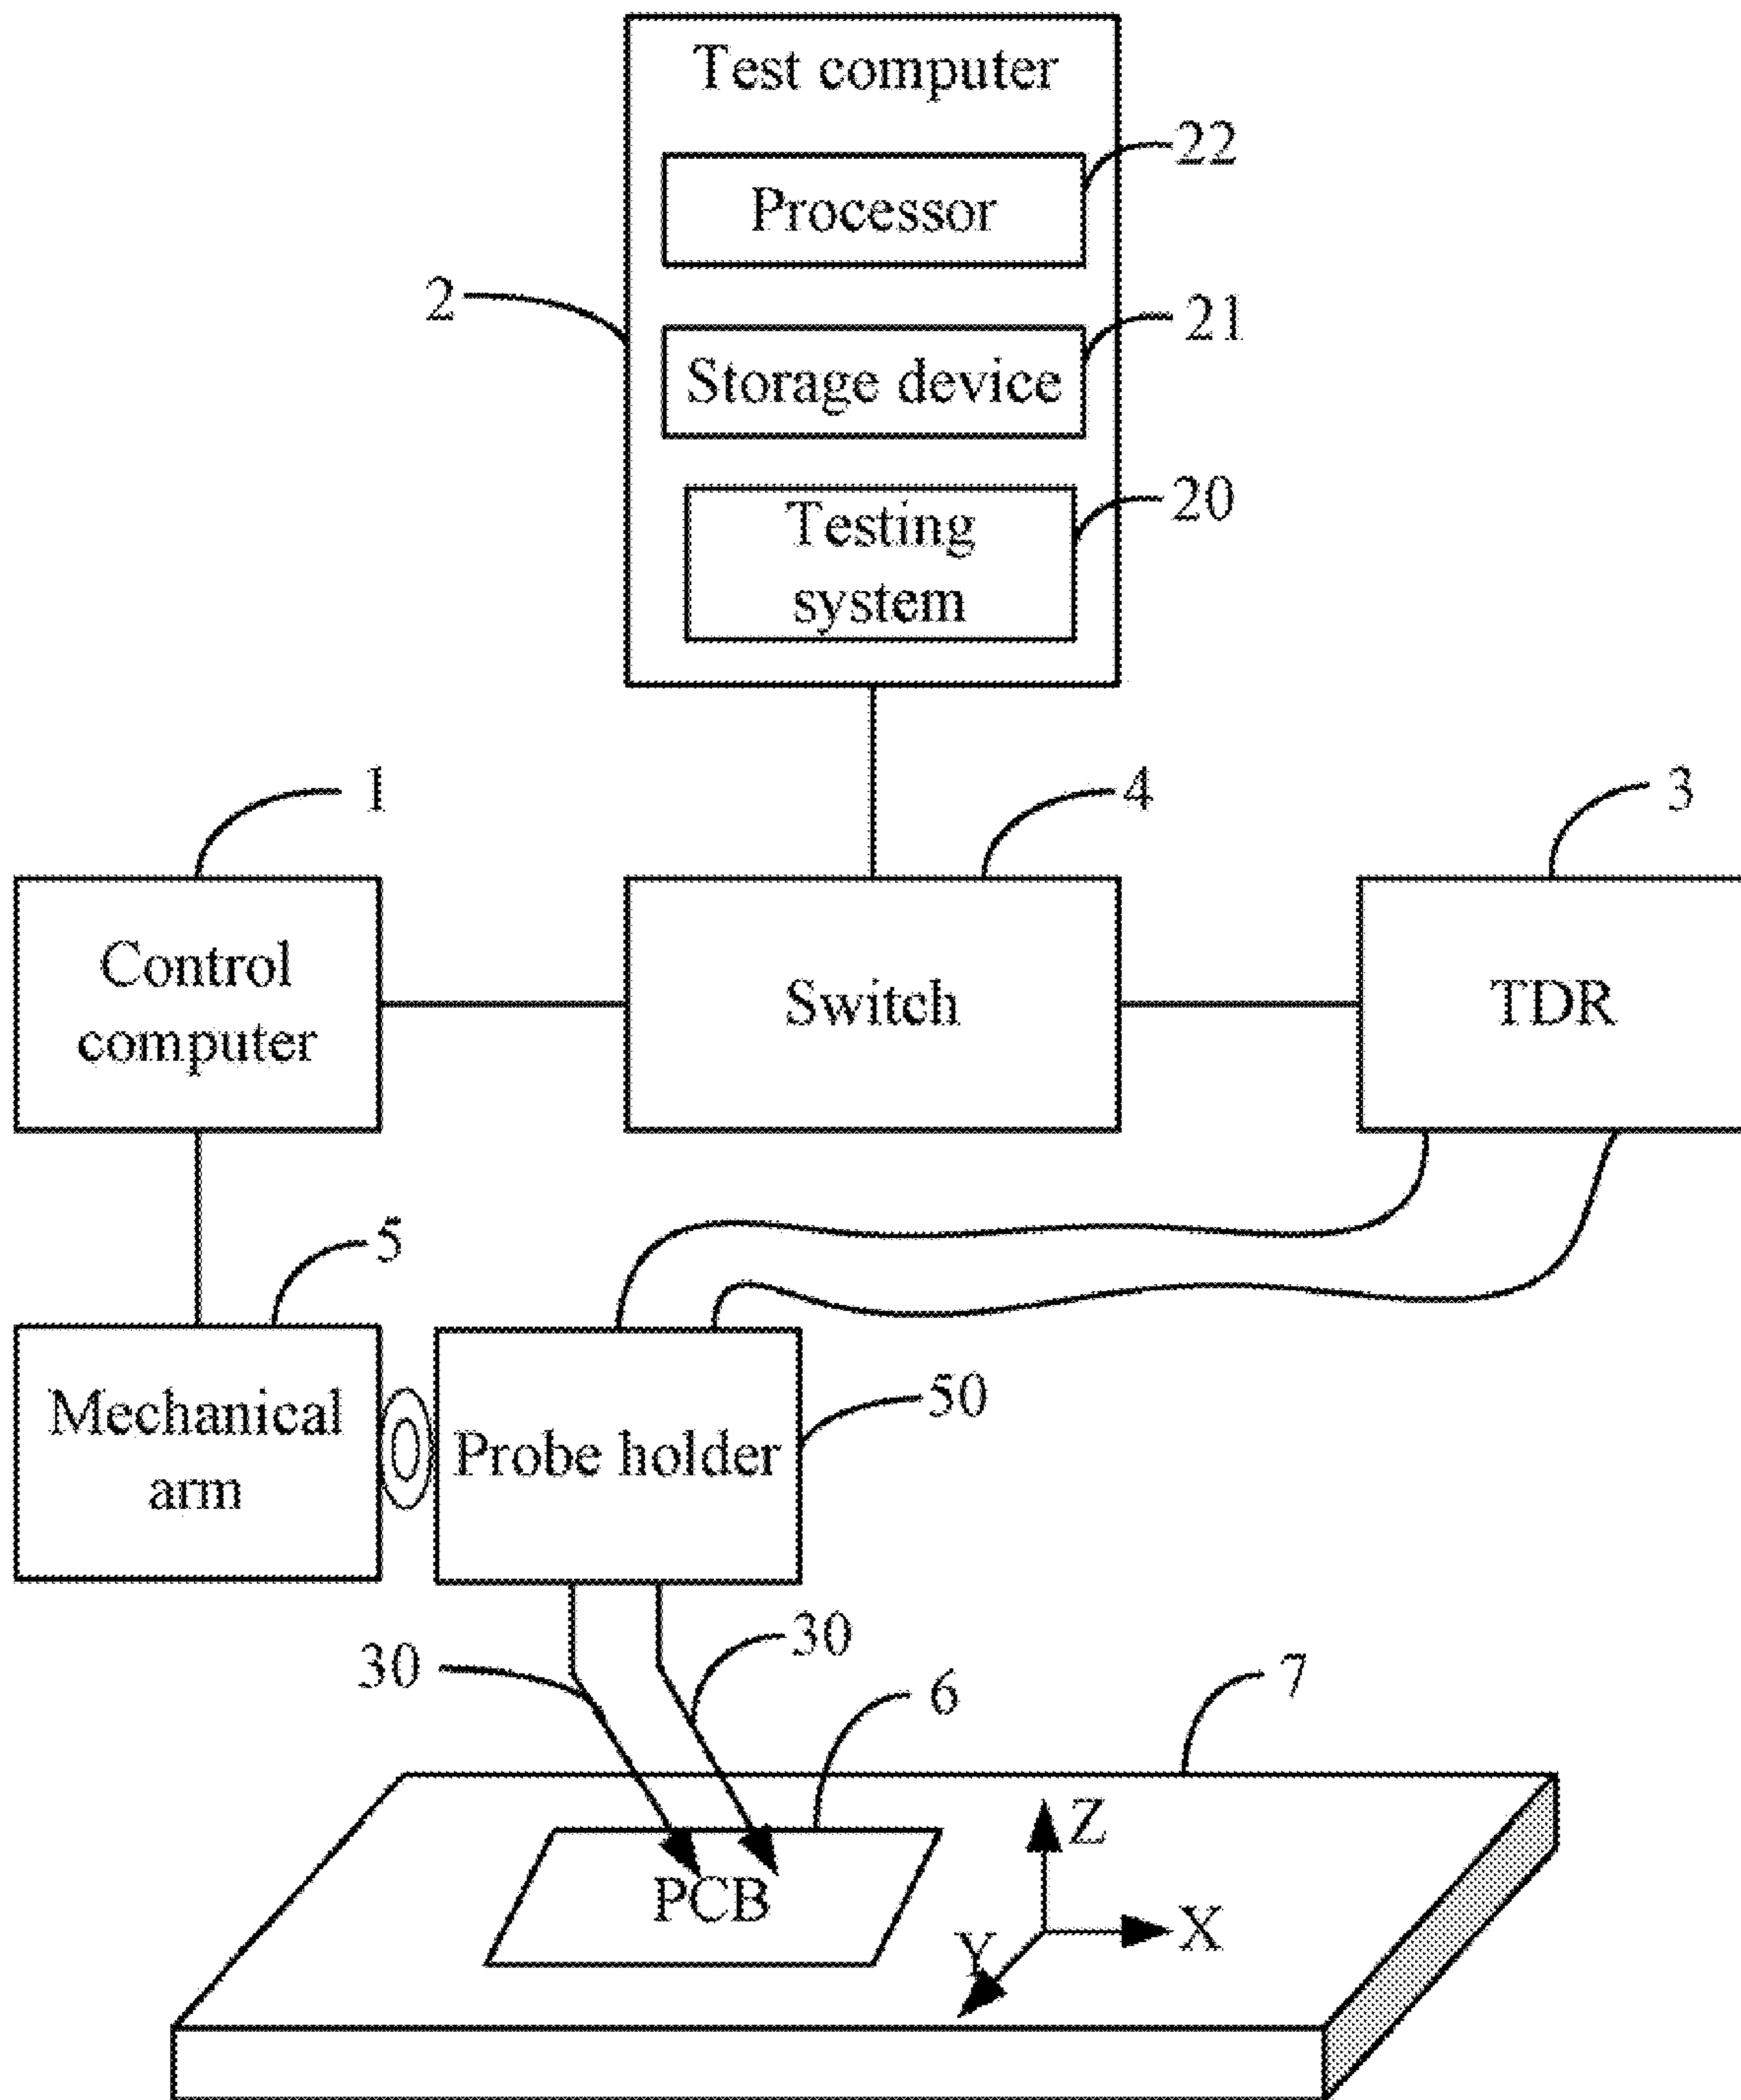 Test computer
22
Processor
2
21
Storage device
20
Testing
system
1
4
3
Control
computer
Switch
TDR
5
Mechanical
arm
50
Probe holder
30
30
6
7
PCB
Z
X
Y